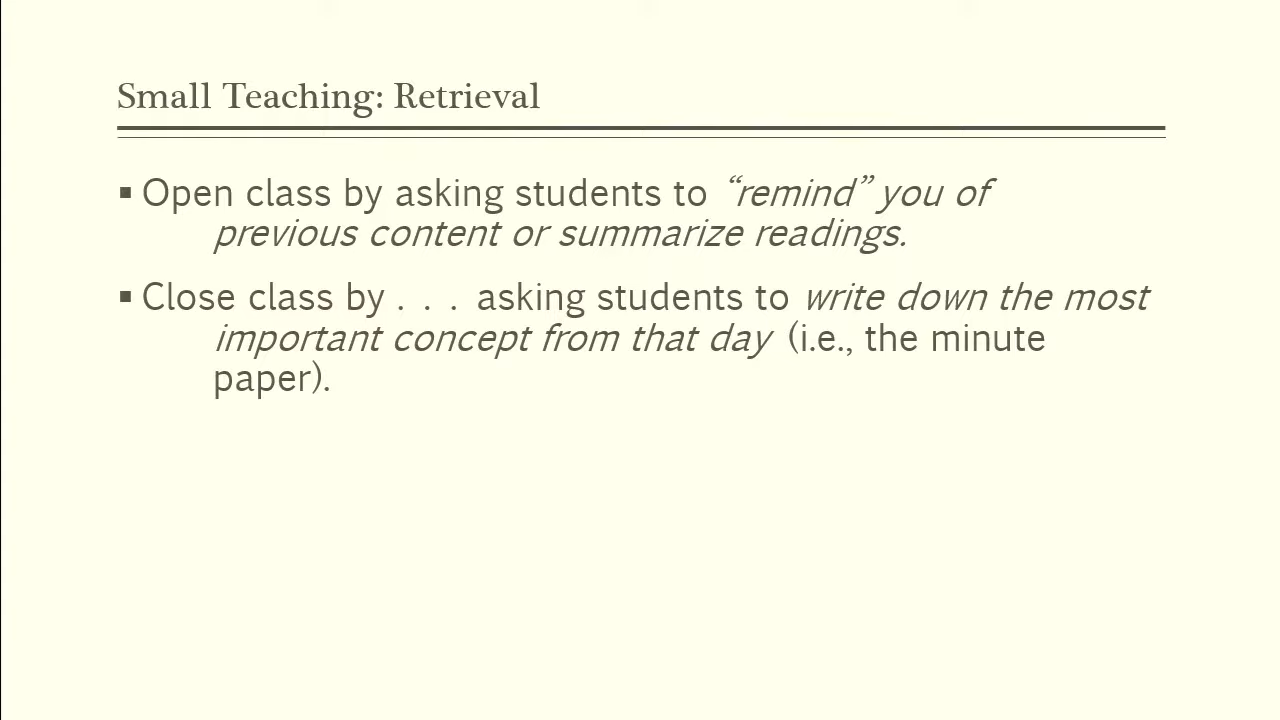 Small Teaching: Retrieval
▪ Open class by asking students to “remind” you of
previous content or summarize readings.
▪ Close class by . . . asking students to write down the most
important concept from that day (i.e., the minute
paper).